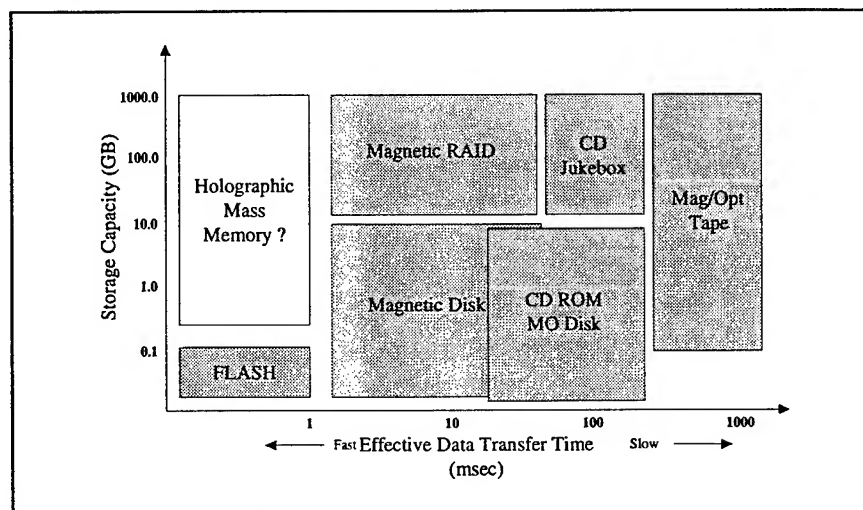 Storage Capacity (GB)
1000.0
100.0
10.0
1.0
0.1
Holographic
Mass
Memory ?
Magnetic RAID
CD
Jukebox
Mag/Opt
Tape
Magnetic Disk
CD ROM
MO Disk
FLASH
1
10
100
1000
Fast Effective Data Transfer Time Slow
(msec)